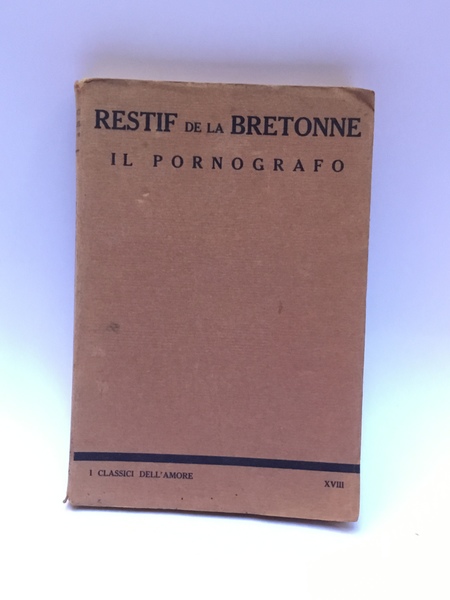 RESTIF DE LA BRETONNE
IL PORNOGRAFO
I CLASSICI DELL'AMORE
XVIII